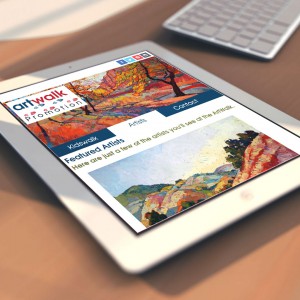 artwalk
Promotion
Kidswalk
Artists
Contact
Featured Artists
Here are just a few of the artists you'll see at the ArtWalk.